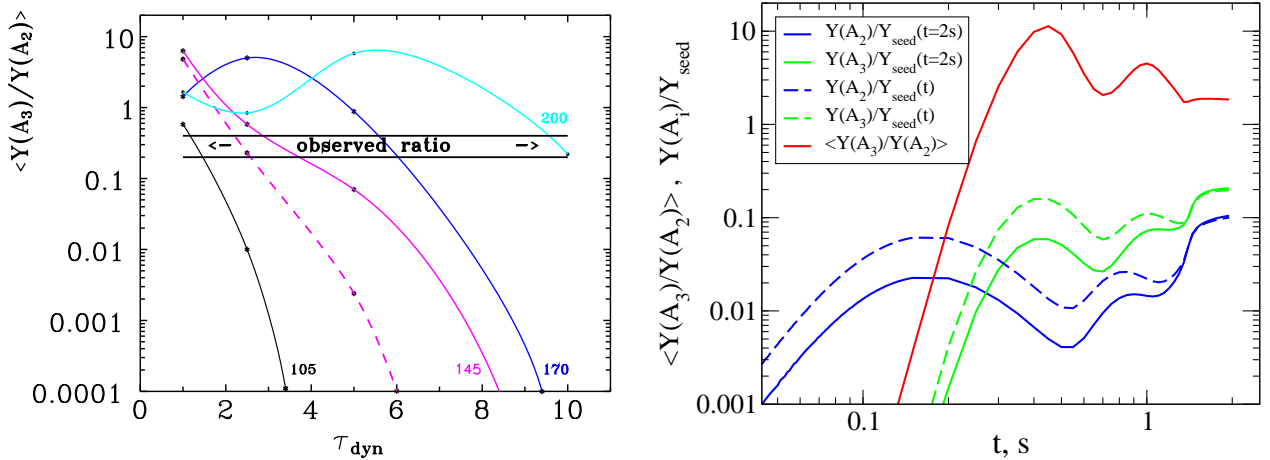 <Y(A3)/Y(A2)>
10
1
0.1
0.01
0.001
0.0001
200
<- observed ratio ->
105
145
170
0 2 4 6 8 10
τdyn
<Y(A3)/Y(A2)> , Y(Ai)/Yseed
10
1
0.1
0.01
0.001
Y(A2)/Yseed(t=2s)
Y(A3)/Yseed(t=2s)
Y(A2)/Yseed(t)
Y(A3)/Yseed(t)
<Y(A3)/Y(A2)>
0.1 1
t, s